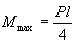 M_max = Pl/4